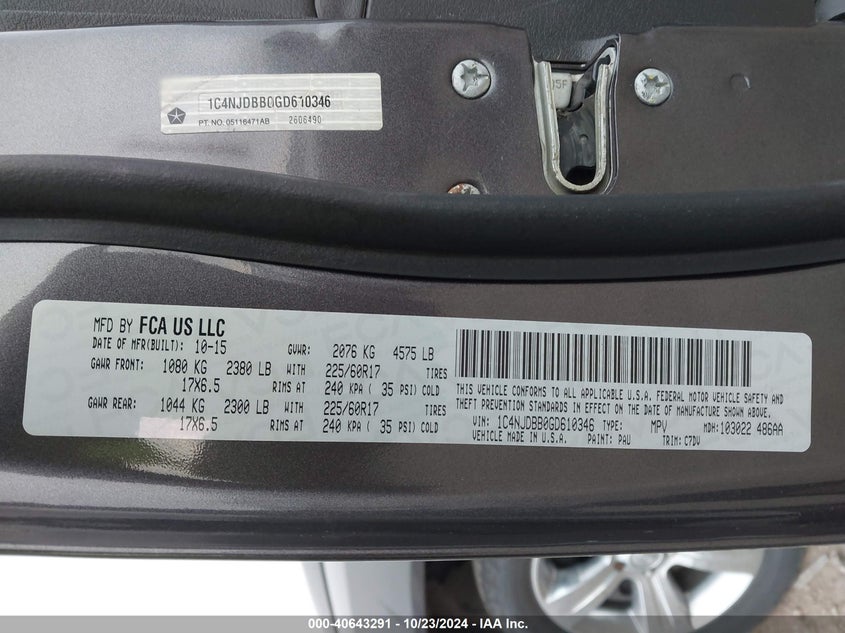 1C4NJDBB0GD610346
PT. NO. 05116471AB 2606490
05F
MFD BY FCA US LLC
DATE OF MFR(BUILT): 10-15 GVWR: 2076 KG 4575 LB
GAWR FRONT: 1080 KG 2380 LB WITH 225/60R17 TIRES
17X6.5 RIMS AT 240 KPA ( 35 PSI) COLD
GAWR REAR: 1044 KG 2300 LB WITH 225/60R17 TIRES
17X6.5 RIMS AT 240 KPA ( 35 PSI) COLD
THIS VEHICLE CONFORMS TO ALL APPLICABLE U.S.A. FEDERAL MOTOR VEHICLE SAFETY AND
THEFT PREVENTION STANDARDS IN EFFECT ON THE DATE OF MANUFACTURE SHOWN ABOVE.
VIN: 1C4NJDBB0GD610346 TYPE: MPV MDH: 103022 486AA
VEHICLE MADE IN U.S.A. PAINT: PAU TRIM: C7DV
000-40643291 - 10/23/2024 - IAA Inc.